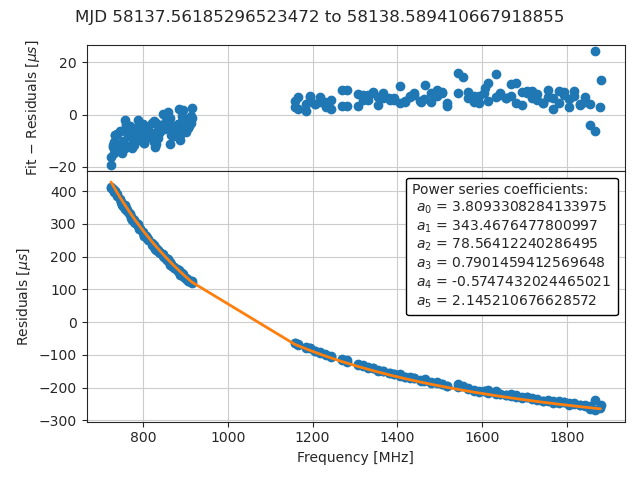 MJD 58137.56185296523472 to 58138.589410667918855
Fit − Residuals [μs]
20
0
−20
Residuals [μs]
400
300
200
100
0
−100
−200
−300
Power series coefficients:
a0 = 3.8093308284133975
a1 = 343.4676477800997
a2 = 78.56412240286495
a3 = 0.7901459412569648
a4 = -0.5747432024465021
a5 = 2.145210676628572
800 1000 1200 1400 1600 1800
Frequency [MHz]